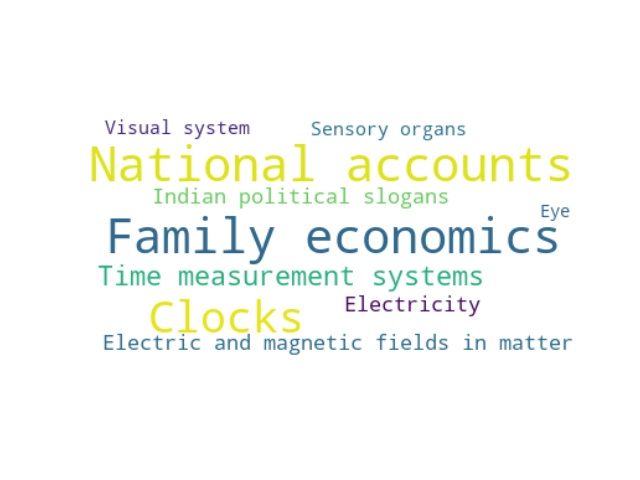 Visual system Sensory organs
National accounts
Indian political slogans
Eye
Family economics
Time measurement systems
Electricity
Clocks
Electric and magnetic fields in matter